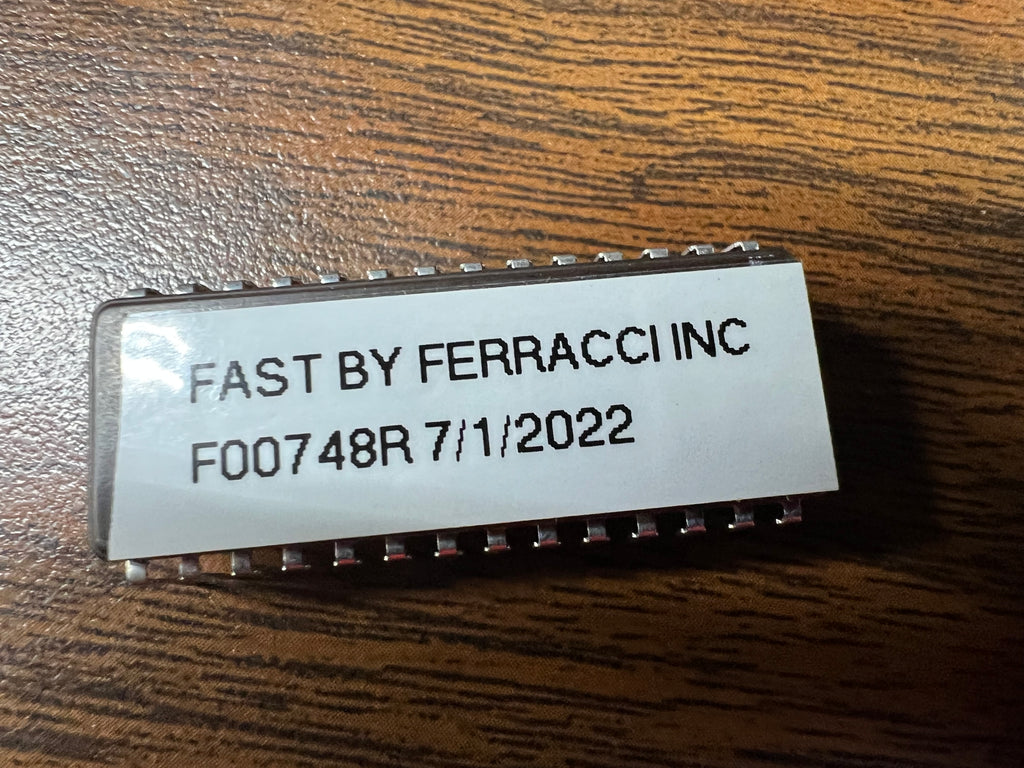 FAST BY FERRACCI INC
F00748R 7/1/2022